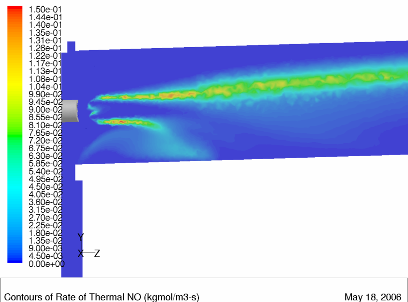 1.50e-01
1.44e-01
1.40e-01
1.35e-01
1.31e-01
1.26e-01
1.22e-01
1.17e-01
1.13e-01
1.08e-01
1.04e-01
9.90e-02
9.45e-02
9.00e-02
8.55e-02
8.10e-02
7.65e-02
7.20e-02
6.75e-02
6.30e-02
5.85e-02
5.40e-02
4.95e-02
4.50e-02
4.05e-02
3.60e-02
3.15e-02
2.70e-02
2.25e-02
1.80e-02
1.35e-02
9.00e-03
4.50e-03
0.00e+00
Y
X Z
Contours of Rate of Thermal NO (kgmol/m3-s) May 18, 2006